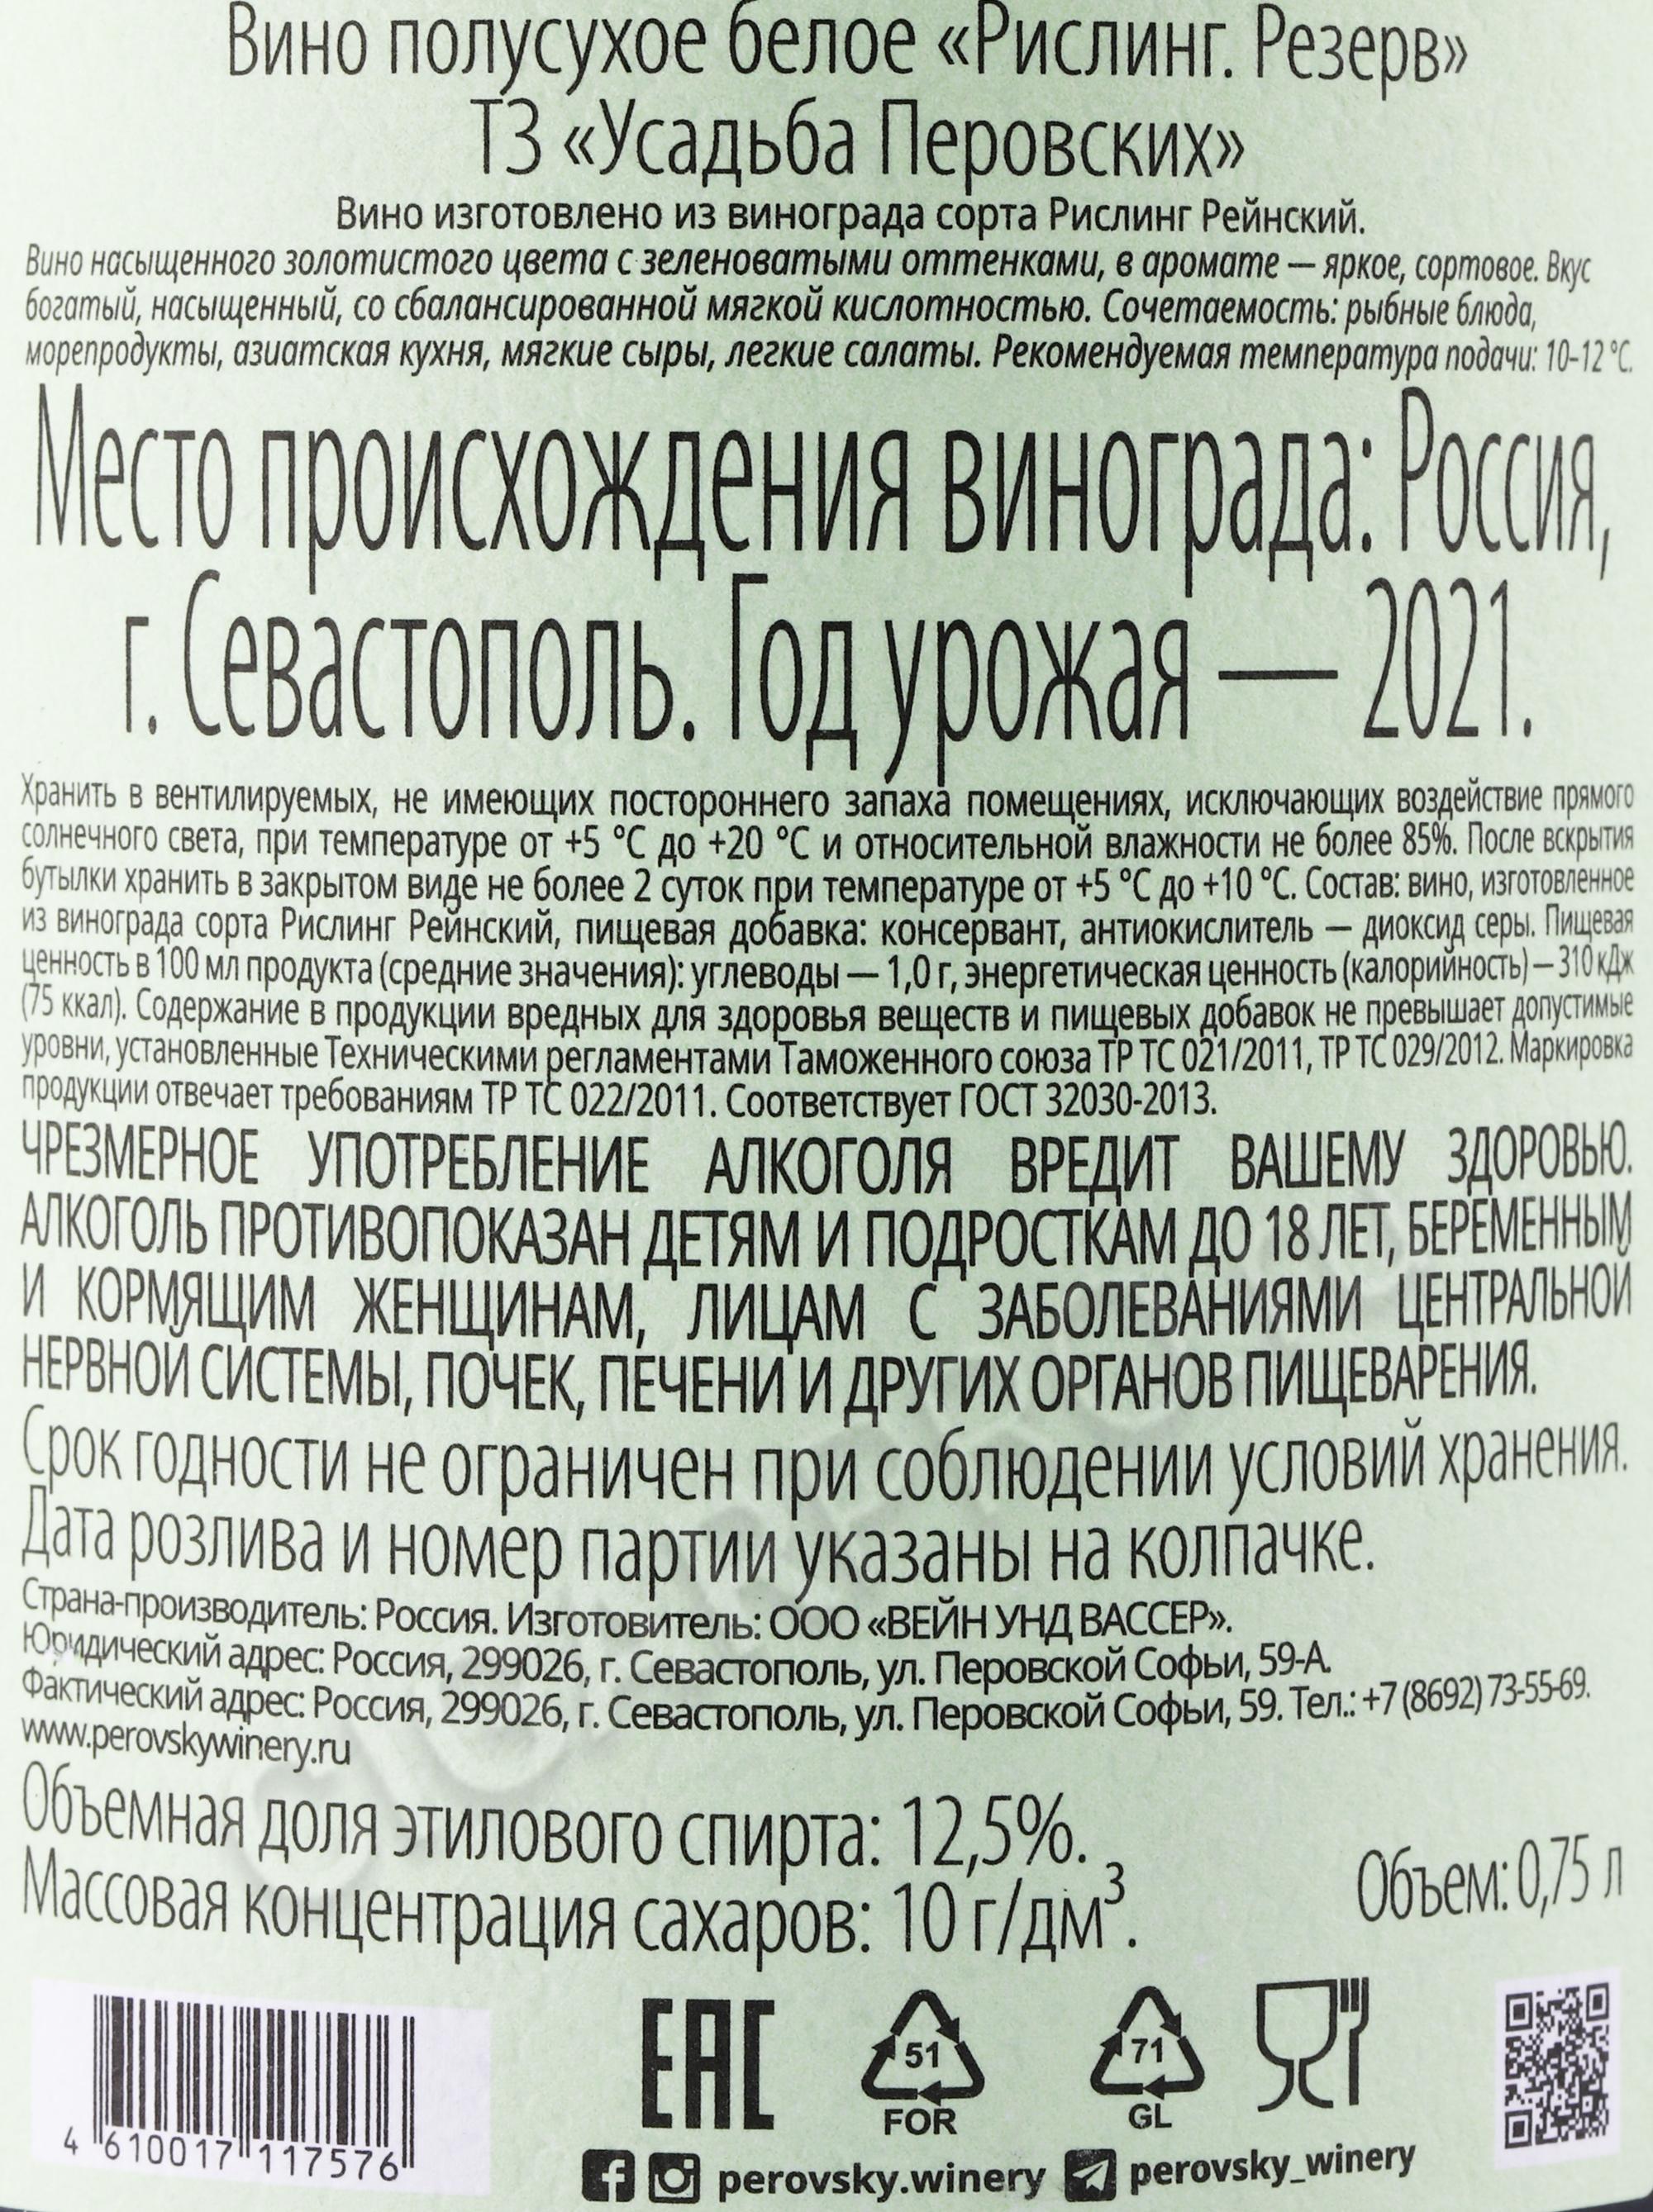 Вино полусухое белое «Рислинг. Резерв»
ТЗ «Усадьба Перовских»
Вино изготовлено из винограда сорта Рислинг Рейнский.
Вино насыщенного золотистого цвета с зеленоватыми оттенками, в аромате — яркое, сортовое. Вкус
богатый, насыщенный, со сбалансированной мягкой кислотностью. Сочетаемость: рыбные блюда,
морепродукты, азиатская кухня, мягкие сыры, легкие салаты. Рекомендуемая температура подачи: 10-12 °С.
Место происхождения винограда: Россия,
г. Севастополь. Год урожая — 2021.
Хранить в вентилируемых, не имеющих постороннего запаха помещениях, исключающих воздействие прямого
солнечного света, при температуре от +5 °С до +20 °С и относительной влажности не более 85%. После вскрытия
бутылки хранить в закрытом виде не более 2 суток при температуре от +5 °С до +10 °С. Состав: вино, изготовленное
из винограда сорта Рислинг Рейнский, пищевая добавка: консервант, антиокислитель — диоксид серы. Пищевая
ценность в 100 мл продукта (средние значения): углеводы — 1,0 г, энергетическая ценность (калорийность) — 310 кДж
(75 ккал). Содержание в продукции вредных для здоровья веществ и пищевых добавок не превышает допустимые
уровни, установленные Техническими регламентами Таможенного союза ТР ТС 021/2011, ТР ТС 029/2012. Маркировка
продукции отвечает требованиям ТР ТС 022/2011. Соответствует ГОСТ 32030-2013.
ЧРЕЗМЕРНОЕ УПОТРЕБЛЕНИЕ АЛКОГОЛЯ ВРЕДИТ ВАШЕМУ ЗДОРОВЬЮ.
АЛКОГОЛЬ ПРОТИВОПОКАЗАН ДЕТЯМ И ПОДРОСТКАМ ДО 18 ЛЕТ, БЕРЕМЕННЫМ
И КОРМЯЩИМ ЖЕНЩИНАМ, ЛИЦАМ С ЗАБОЛЕВАНИЯМИ ЦЕНТРАЛЬНОЙ
НЕРВНОЙ СИСТЕМЫ, ПОЧЕК, ПЕЧЕНИ И ДРУГИХ ОРГАНОВ ПИЩЕВАРЕНИЯ.
Срок годности не ограничен при соблюдении условий хранения.
Дата розлива и номер партии указаны на колпачке.
Страна-производитель: Россия. Изготовитель: ООО «ВЕЙН УНД ВАССЕР».
Юридический адрес: Россия, 299026, г. Севастополь, ул. Перовской Софьи, 59-А.
Фактический адрес: Россия, 299026, г. Севастополь, ул. Перовской Софьи, 59. Тел.: +7 (8692) 73-55-69.
www.perovskywinery.ru
Объемная доля этилового спирта: 12,5%.
Массовая концентрация сахаров: 10 г/дм³.
Объем: 0,75 л
EAC
51
FOR
71
GL
4 610017 117576
perovsky.winery
perovsky_winery